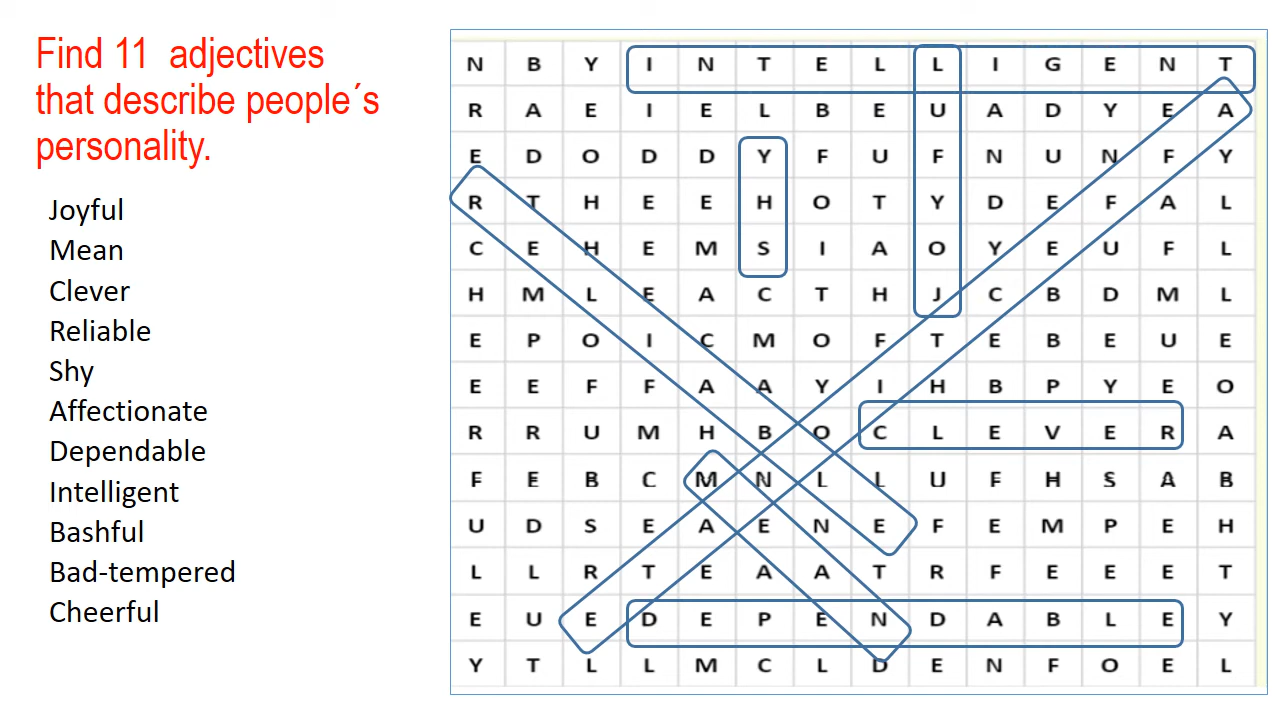 Find 11 adjectives
that describe people´s
personality.
Joyful
Mean
Clever
Reliable
Shy
Affectionate
Dependable
Intelligent
Bashful
Bad-tempered
Cheerful
N B Y I N T E L L I G E N T
R A E I E L B E U A D Y E A
E D O D D Y F U F N U N F Y
R T H E E H O T Y D E F A L
C E H E M S I A O Y E U F L
H M L E A C T H J C B D M L
E P O I C M O F T E B E U E
E E F F A A Y I H B P Y E O
R R U M H B O C L E V E R A
F E B C M N L L U F H S A B
U D S E A E N E F E M P E H
L L R T E A A T R F E E E T
E U E D E P E N D A B L E Y
Y T L L M C L D E N F O E L